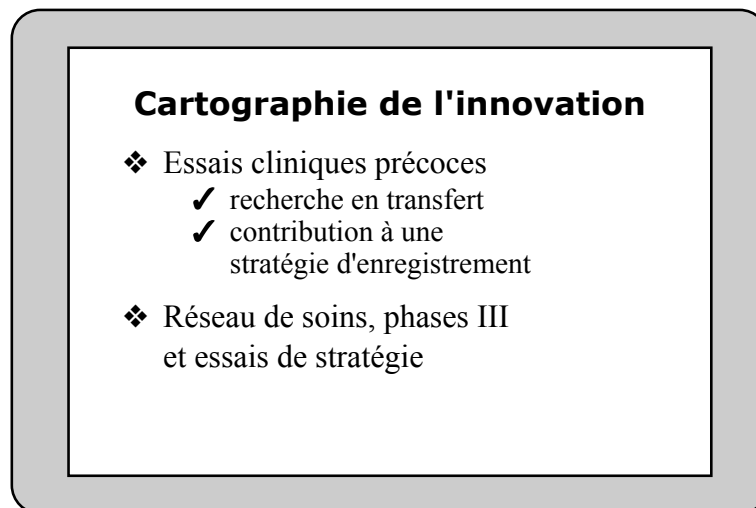 Cartographie de l'innovation
❖ Essais cliniques précoces
✓ recherche en transfert
✓ contribution à une
stratégie d'enregistrement
❖ Réseau de soins, phases III
et essais de stratégie